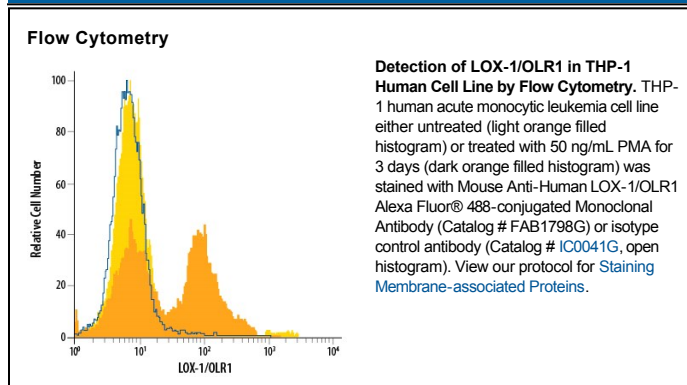 Flow Cytometry
Relative Cell Number
100
80
60
40
20
0
10⁰ 10¹ 10² 10³ 10⁴
LOX-1/OLR1
Detection of LOX-1/OLR1 in THP-1
Human Cell Line by Flow Cytometry. THP-
1 human acute monocytic leukemia cell line
either untreated (light orange filled
histogram) or treated with 50 ng/mL PMA for
3 days (dark orange filled histogram) was
stained with Mouse Anti-Human LOX-1/OLR1
Alexa Fluor® 488-conjugated Monoclonal
Antibody (Catalog # FAB1798G) or isotype
control antibody (Catalog # IC0041G, open
histogram). View our protocol for Staining
Membrane-associated Proteins.